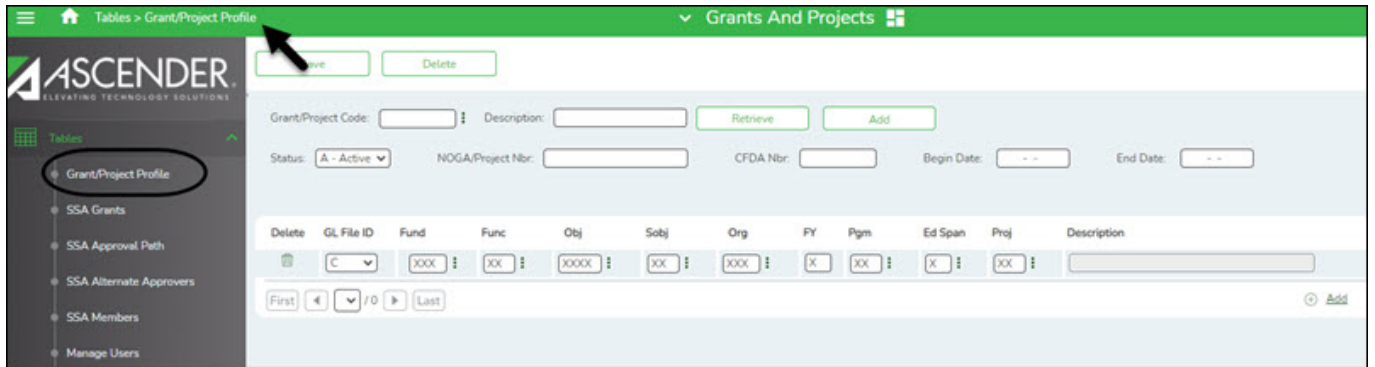 Tables > Grant/Project Profile
Grants And Projects
ASCENDER
ELEVATING TECHNOLOGY SOLUTIONS
Tables
Grant/Project Profile
SSA Grants
SSA Approval Path
SSA Alternate Approvers
SSA Members
Manage Users
Delete
Grant/Project Code: Description: Retrieve Add
Status: A - Active NOGA/Project Nbr: CFDA Nbr: Begin Date: - - End Date: - -
Delete GL File ID Fund Func Obj Sobj Org FY Pgm Ed Span Proj Description
C XXX XX XXXX XX XXX X XX X XX
First / 0 Last Add